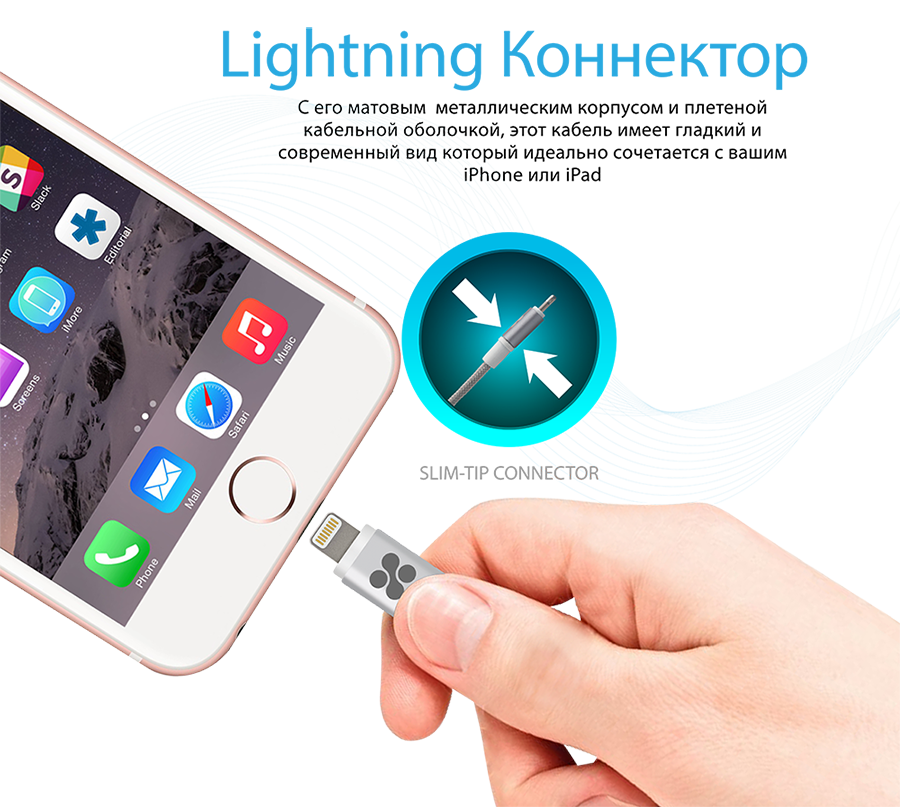 Lightning Коннектор
С его матовым металлическим корпусом и плетеной
кабельной оболочкой, этот кабель имеет гладкий и
современный вид который идеально сочетается с вашим
iPhone или iPad
Slack
Editorial
gram
iMore
Screens
Music
Safari
Mail
Phone
SLIM-TIP CONNECTOR